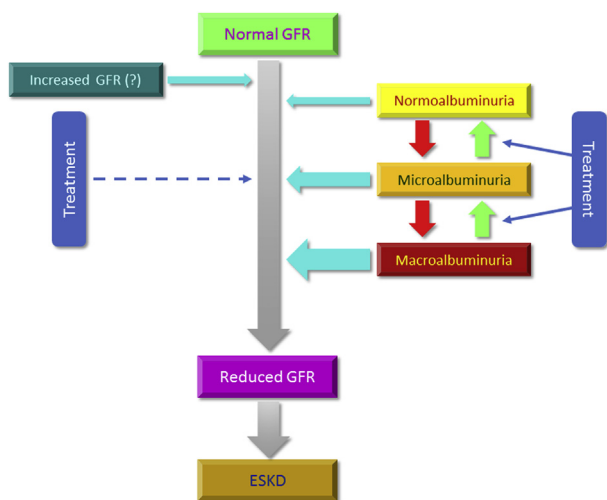 Normal GFR
Increased GFR (?)
Normoalbuminuria
Treatment
Treatment
Microalbuminuria
Macroalbuminuria
Reduced GFR
ESKD